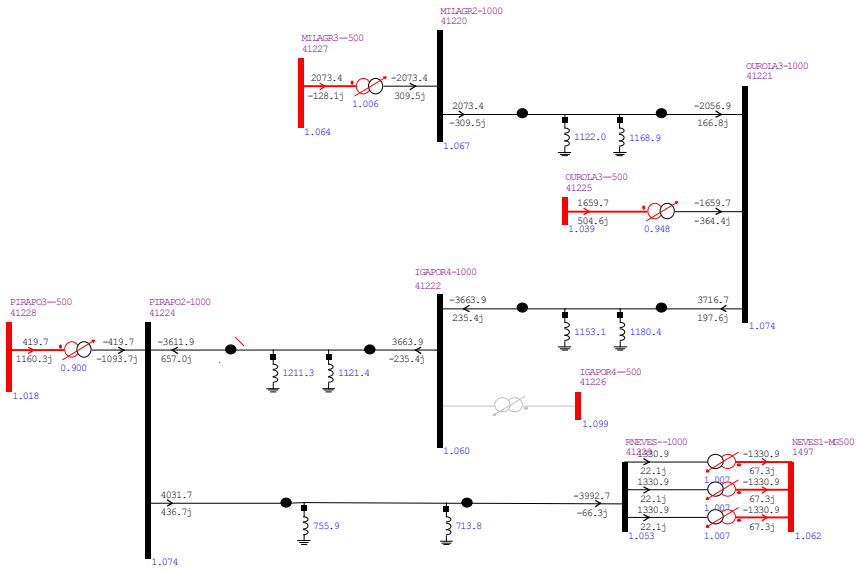 MILAGR2-1000
41220
MILAGR3--500
41227
2073.4
-128.1j
1.006
-2073.4
309.5j
1.064
1.067
2073.4
-309.5j
1122.0
1168.9
-2056.9
166.8j
OUROLA3-1000
41221
OUROLA3--500
41225
1659.7
504.6j
1.039
0.948
-1659.7
-364.4j
IGAPOR4-1000
41222
-3663.9
235.4j
1153.1
1180.4
3716.7
197.6j
1.074
PIRAPO3--500
41228
419.7
1160.3j
0.900
1.018
PIRAPO2-1000
41224
-419.7
-1093.7j
-3611.9
657.0j
1211.3
1121.4
3663.9
-235.4j
IGAPOR4--500
41226
1.099
1.060
4031.7
436.7j
755.9
713.8
-3992.7
-66.3j
1.074
RNEVES--1000
NEVES1-MG500
1497
1330.9
22.1j
1.007
-1330.9
67.3j
1330.9
22.1j
1.007
-1330.9
67.3j
1330.9
22.1j
1.007
-1330.9
67.3j
1.053
1.062